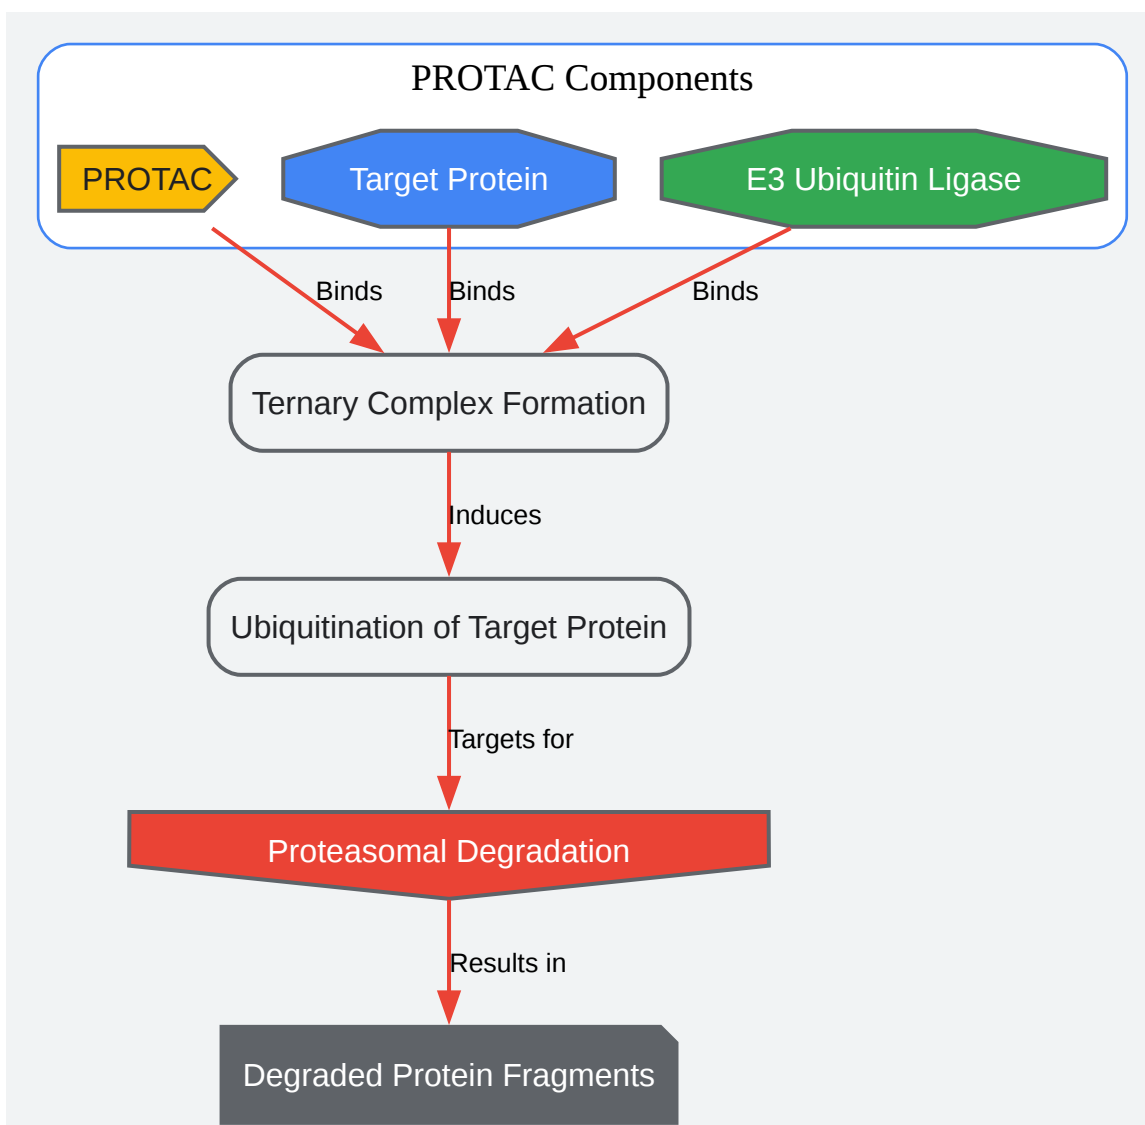 PROTAC Components
PROTAC
Target Protein
E3 Ubiquitin Ligase
Binds
Binds
Binds
Ternary Complex Formation
Induces
Ubiquitination of Target Protein
Targets for
Proteasomal Degradation
Results in
Degraded Protein Fragments